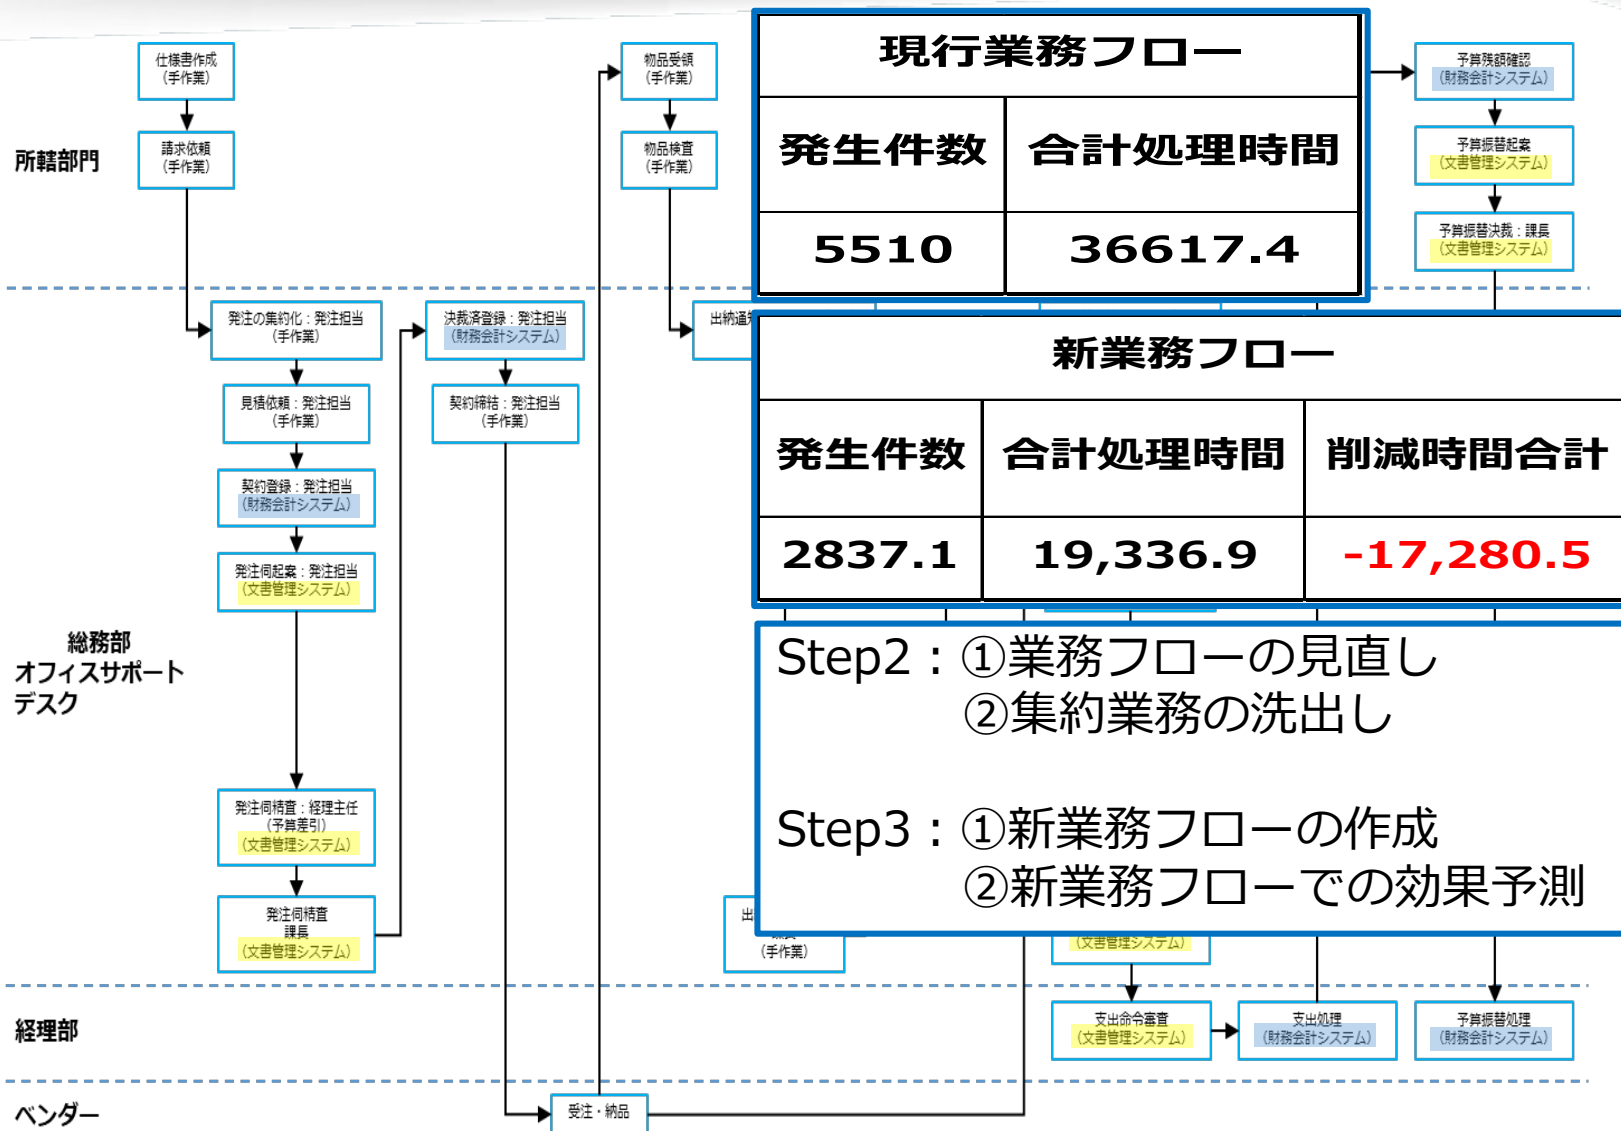 仕様書作成
(手作業)
請求依頼
(手作業)
所轄部門
物品受領
(手作業)
物品検査
(手作業)
現行業務フロー
発生件数
合計処理時間
5510
36617.4
予算残額確認
(財務会計システム)
予算振替起案
(文書管理システム)
予算振替決裁：課長
(文書管理システム)
発注の集約化：発注担当
(手作業)
見積依頼：発注担当
(手作業)
契約登録：発注担当
(財務会計システム)
発注伺起案：発注担当
(文書管理システム)
総務部
オフィスサポート
デスク
発注伺精査：経理主任
(予算差引)
(文書管理システム)
発注伺精査
課長
(文書管理システム)
決裁済登録：発注担当
(財務会計システム)
契約締結：発注担当
(手作業)
出納通
新業務フロー
発生件数
合計処理時間
削減時間合計
2837.1
19,336.9
-17,280.5
Step2：①業務フローの見直し
②集約業務の洗出し
Step3：①新業務フローの作成
②新業務フローでの効果予測
出
(手作業)
(文書管理システム)
経理部
支出命令審査
(文書管理システム)
支出処理
(財務会計システム)
予算振替処理
(財務会計システム)
ベンダー
受注・納品